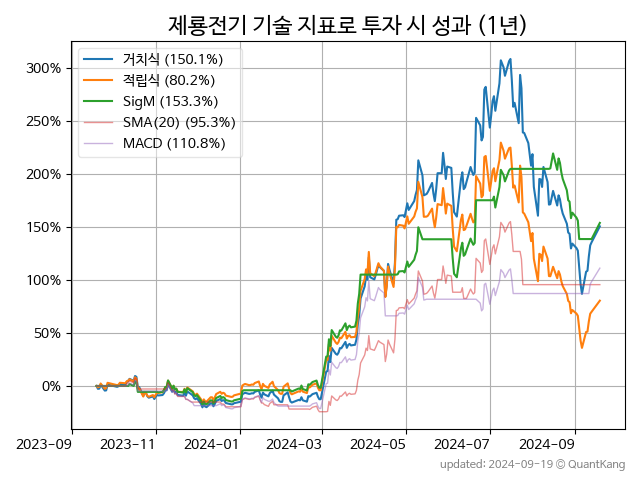 제룡전기 기술 지표로 투자 시 성과 (1년)
거치식 (150.1%)
적립식 (80.2%)
SigM (153.3%)
SMA(20) (95.3%)
MACD (110.8%)
300%
250%
200%
150%
100%
50%
0%
2023-09 2023-11 2024-01 2024-03 2024-05 2024-07 2024-09
updated: 2024-09-19 ⓒ QuantKang